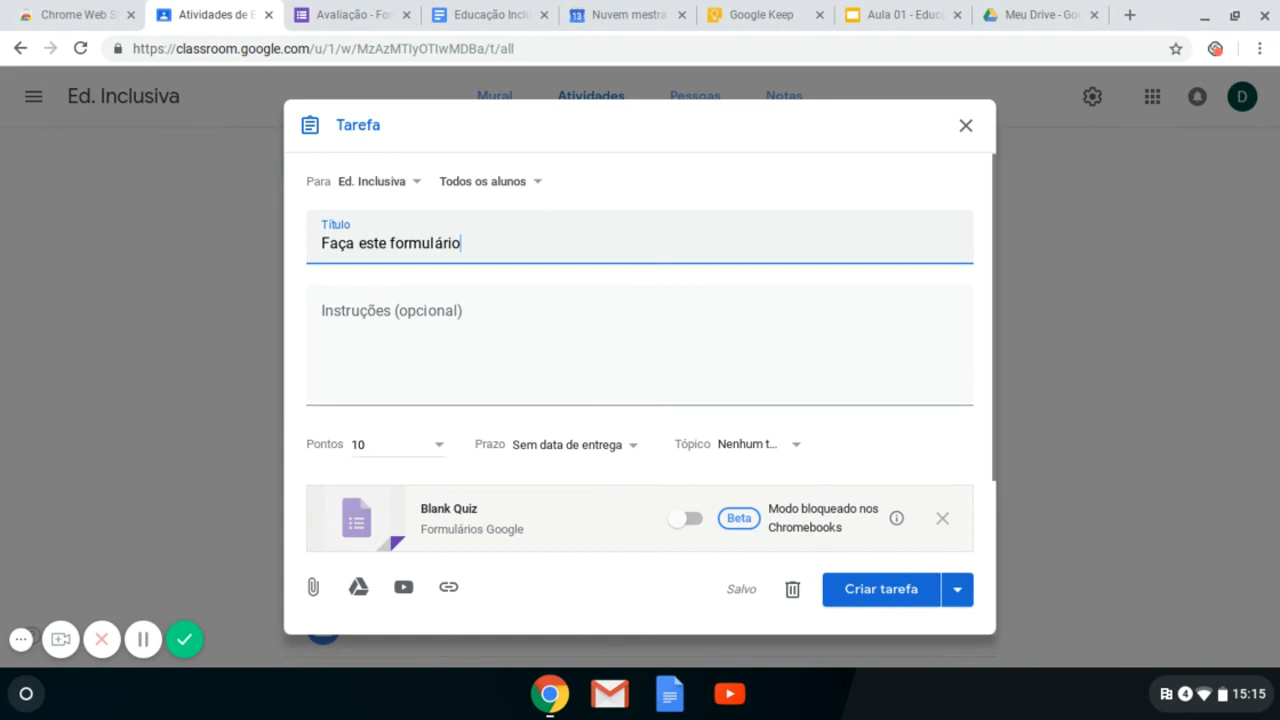 Chrome Web S
Atividades de E
Avaliação - For
Educação Inclu
13
Nuvem mestra
Google Keep
Aula 01 - Educa
Meu Drive - Goo
https://classroom.google.com/u/1/w/MzAzMTIyOTIwMDBa/t/all
Ed. Inclusiva
Mural
Atividades
Pessoas
Notas
D
Tarefa
Para Ed. Inclusiva Todos os alunos
Título
Faça este formulário
Instruções (opcional)
Pontos 10 Prazo Sem data de entrega Tópico Nenhum t...
Blank Quiz
Formulários Google
Beta
Modo bloqueado nos
Chromebooks
Salvo
Criar tarefa
4
15:15